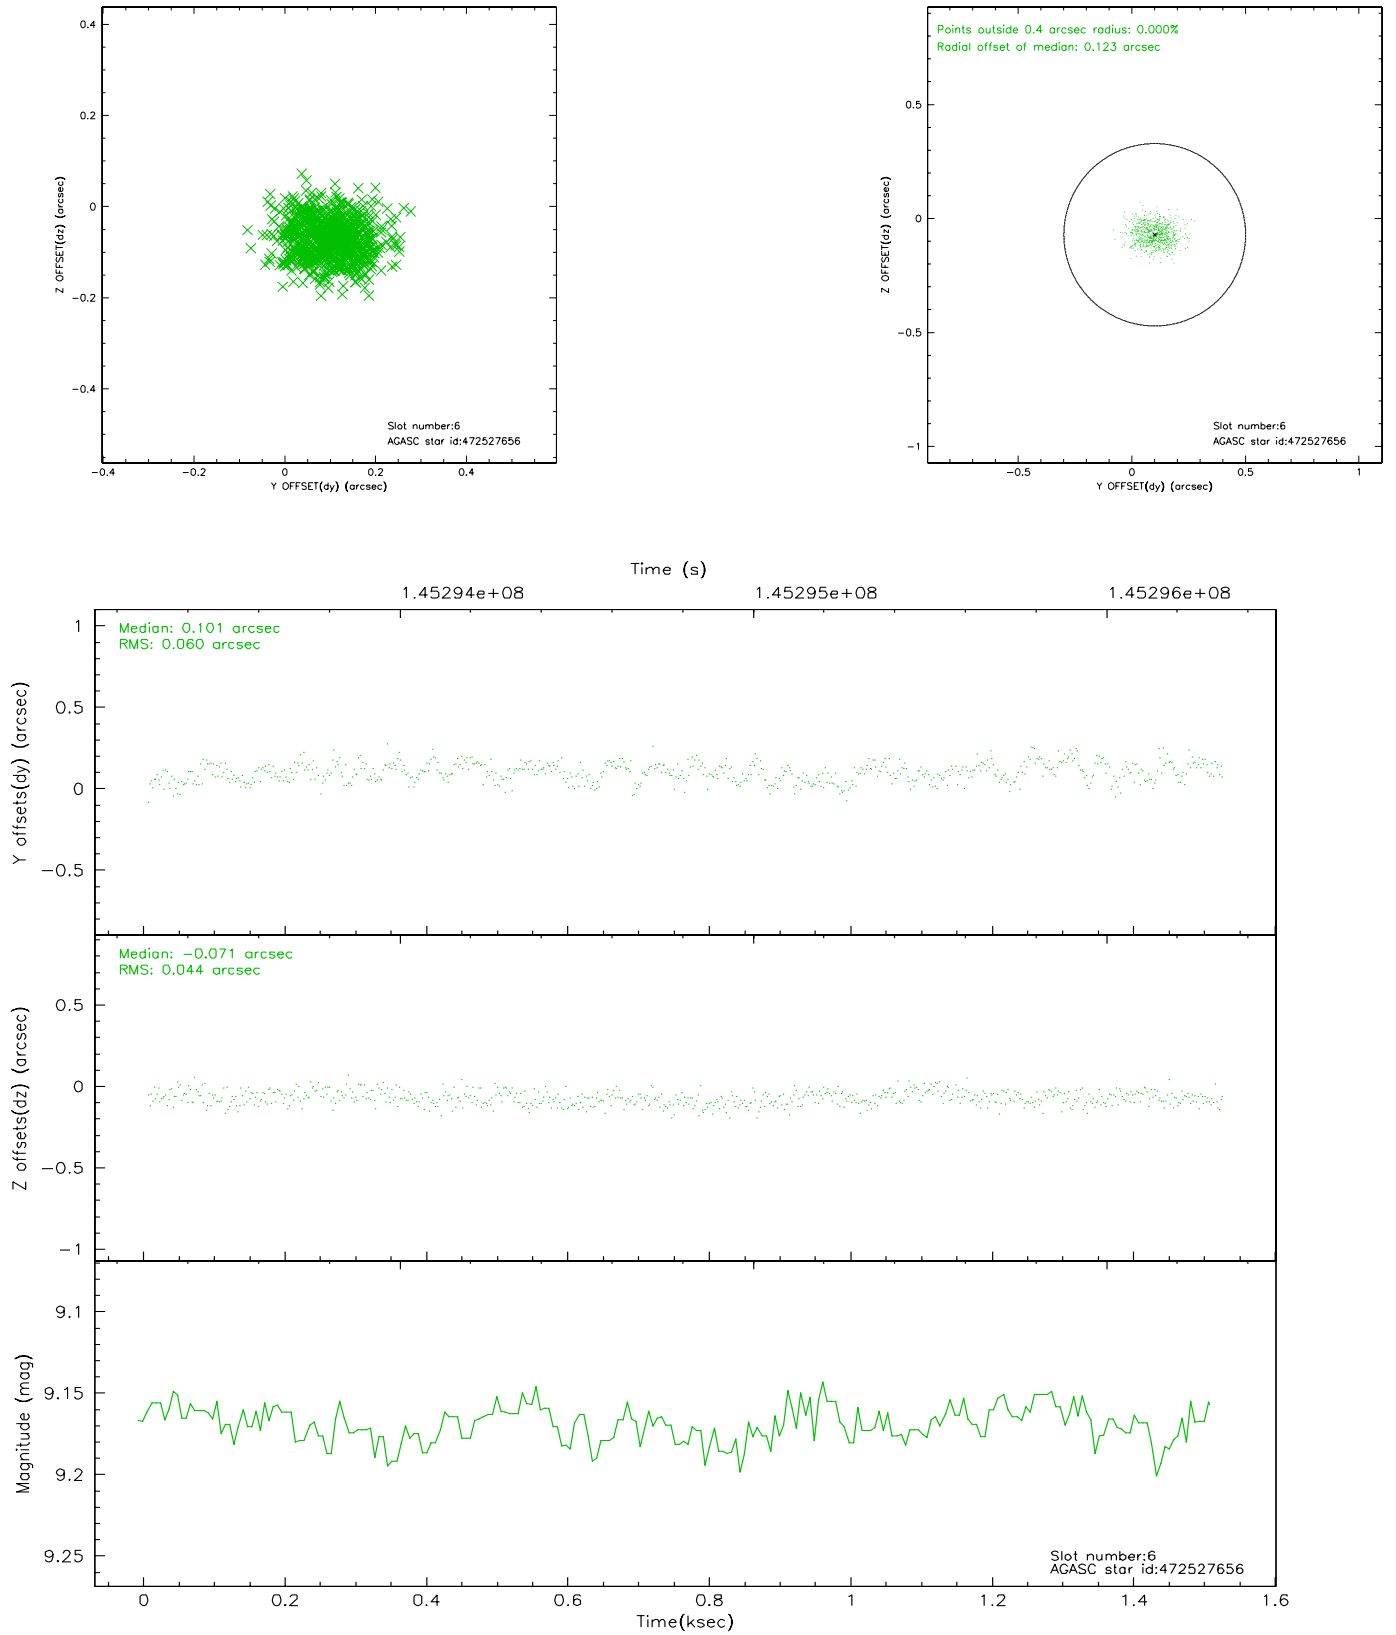 0.4
0.2
0
−0.2
−0.4
Z OFFSET(dz) (arcsec)
−0.4
−0.2
0
0.2
0.4
Y OFFSET(dy) (arcsec)
Slot number:6
AGASC star id:472527656
Points outside 0.4 arcsec radius: 0.000%
Radial offset of median: 0.123 arcsec
0.5
0
−0.5
−1
Z OFFSET(dz) (arcsec)
−0.5
0
0.5
1
Y OFFSET(dy) (arcsec)
Slot number:6
AGASC star id:472527656
Time (s)
1.45294e+08
1.45295e+08
1.45296e+08
Median: 0.101 arcsec
RMS: 0.060 arcsec
1
0.5
0
−0.5
Y offsets(dy) (arcsec)
Median: −0.071 arcsec
RMS: 0.044 arcsec
0.5
0
−0.5
−1
Z offsets(dz) (arcsec)
9.1
9.15
9.2
9.25
Magnitude (mag)
Slot number:6
AGASC star id:472527656
0
0.2
0.4
0.6
0.8
1
1.2
1.4
1.6
Time(ksec)